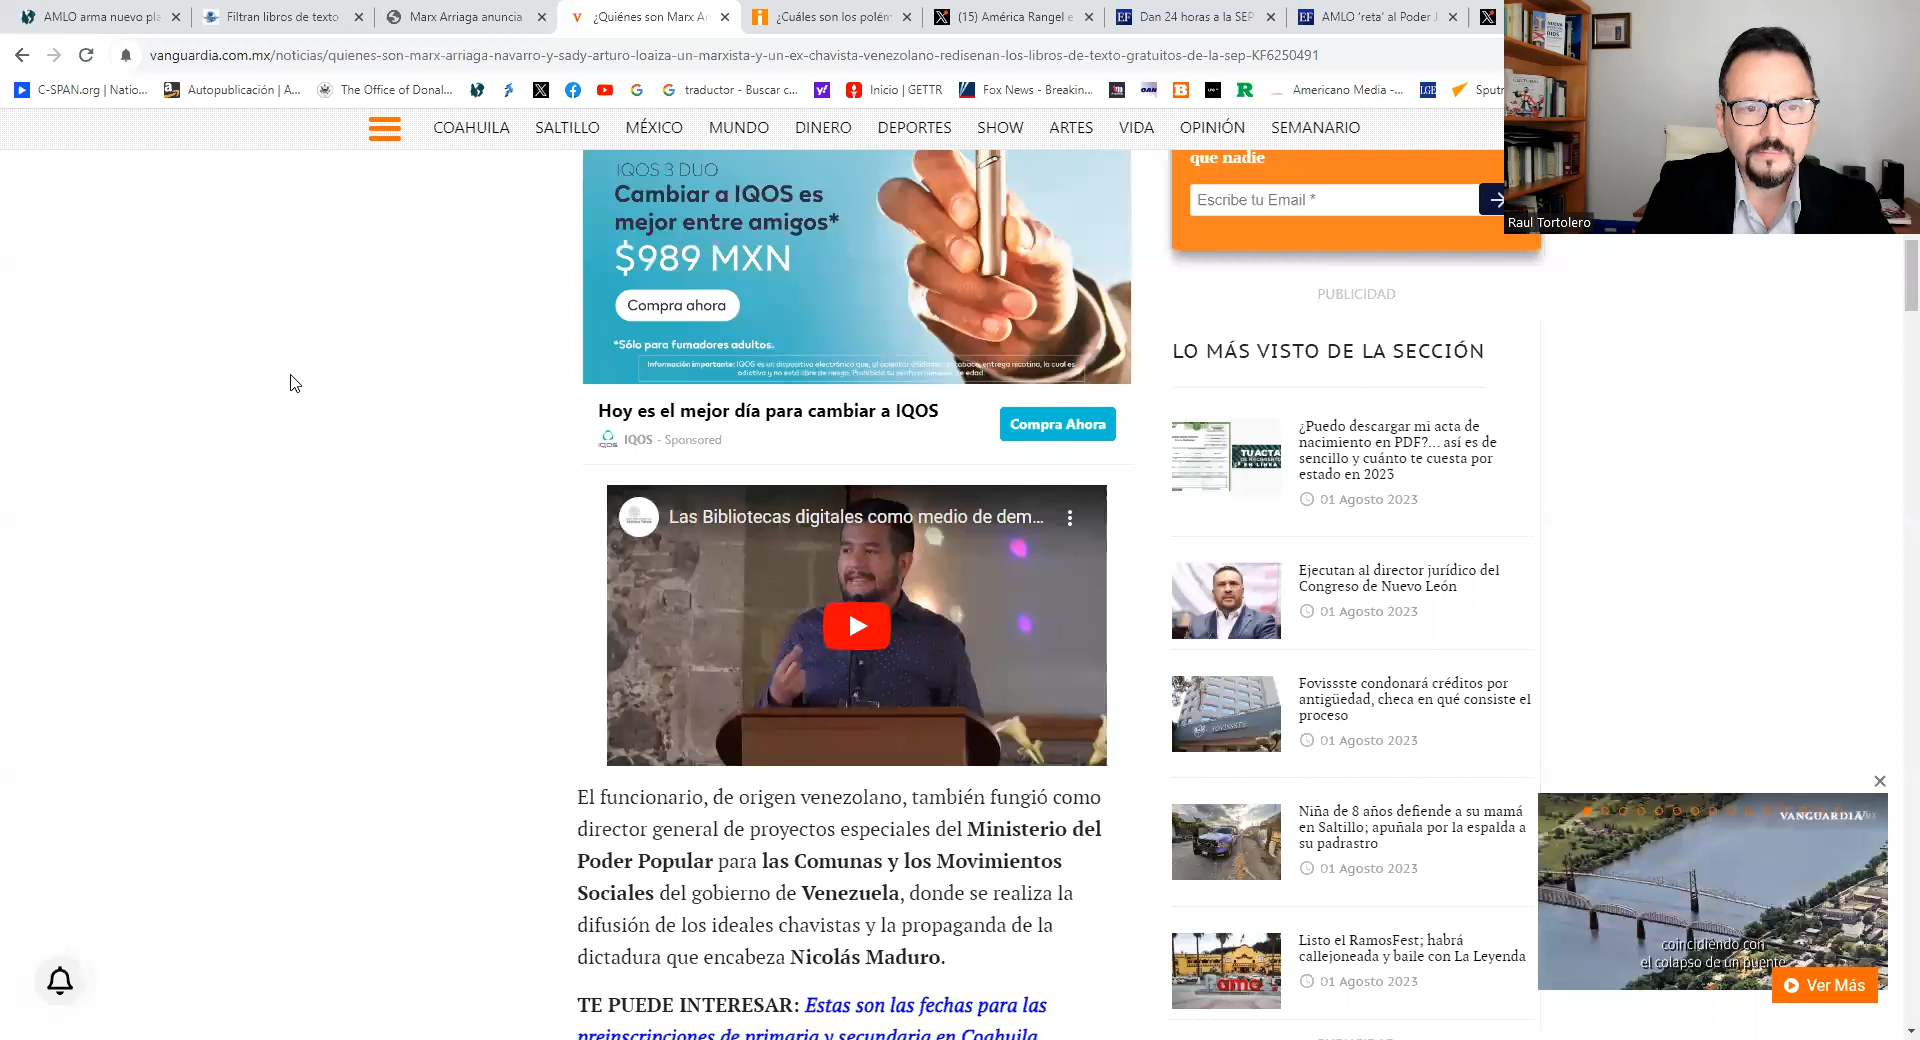 AMLO arma nuevo pla
Filtran libros de texto
Marx Arriaga anuncia
¿Quiénes son Marx Ar
¿Cuáles son los polém
(15) América Rangel e
Dan 24 horas a la SEP
AMLO ‘reta’ al Poder J
vanguardia.com.mx/noticias/quienes-son-marx-arriaga-navarro-y-sady-arturo-loaiza-un-marxista-y-un-ex-chavista-venezolano-redisenan-los-libros-de-texto-gratuitos-de-la-sep-KF6250491
C-SPAN.org | Natio...
Autopublicación | A...
The Office of Donal...
traductor - Buscar c...
Inicio | GETTR
Fox News - Breakin...
Americano Media -...
Sputn
COAHUILA
SALTILLO
MÉXICO
MUNDO
DINERO
DEPORTES
SHOW
ARTES
VIDA
OPINIÓN
SEMANARIO
Raul Tortolero
IQOS 3 DUO
Cambiar a IQOS es
mejor entre amigos*
$989 MXN
Compra ahora
*Sólo para fumadores adultos.
Hoy es el mejor día para cambiar a IQOS
IQOS - Sponsored
Compra Ahora
Las Bibliotecas digitales como medio de dem...
El funcionario, de origen venezolano, también fungió como
director general de proyectos especiales del Ministerio del
Poder Popular para las Comunas y los Movimientos
Sociales del gobierno de Venezuela, donde se realiza la
difusión de los ideales chavistas y la propaganda de la
dictadura que encabeza Nicolás Maduro.
TE PUEDE INTERESAR: Estas son las fechas para las
preinscripciones de primaria y secundaria en Coahuila
que nadie
Escribe tu Email *
PUBLICIDAD
LO MÁS VISTO DE LA SECCIÓN
¿Puedo descargar mi acta de
nacimiento en PDF?... así es de
sencillo y cuánto te cuesta por
estado en 2023
01 Agosto 2023
Ejecutan al director jurídico del
Congreso de Nuevo León
01 Agosto 2023
Fovissste condonará créditos por
antigüedad, checa en qué consiste el
proceso
01 Agosto 2023
Niña de 8 años defiende a su mamá
en Saltillo; apuñala por la espalda a
su padrastro
01 Agosto 2023
Listo el RamosFest; habrá
callejoneada y baile con La Leyenda
01 Agosto 2023
VANGUARDIA
coincidiendo con
el colapso de un puente
Ver Más